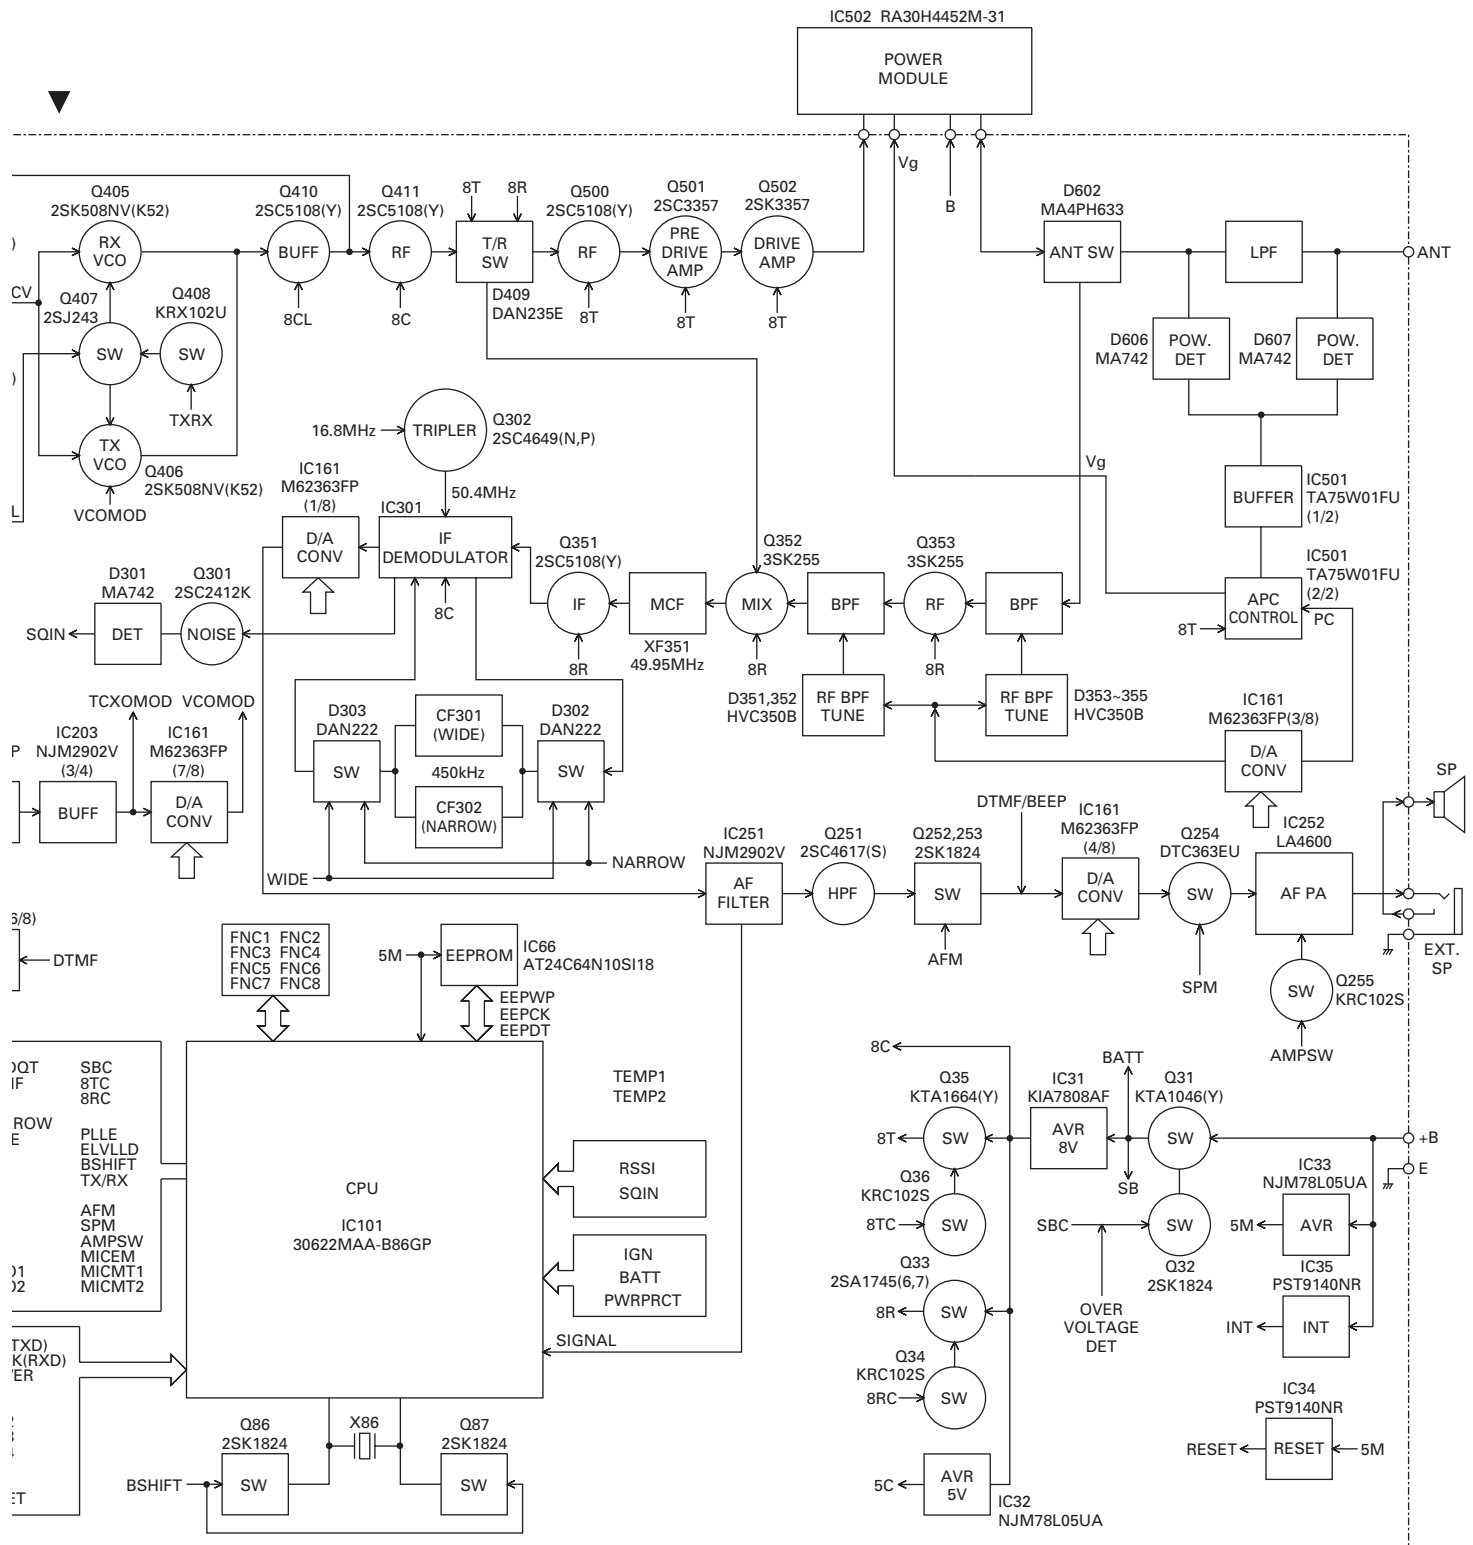 IC502 RA30H4452M-31
POWER
MODULE
Vg
B
Q405
2SK508NV(K52)
RX
VCO
Q410
2SC5108(Y)
BUFF
8CL
Q411
2SC5108(Y)
RF
8C
8T
8R
T/R
SW
D409
DAN235E
Q500
2SC5108(Y)
RF
8T
Q501
2SC3357
PRE
DRIVE
AMP
8T
Q502
2SK3357
DRIVE
AMP
8T
D602
MA4PH633
ANT SW
LPF
ANT
)
CV
Q407
2SJ243
SW
Q408
KRX102U
SW
TXRX
)
TX
VCO
Q406
2SK508NV(K52)
VCOMOD
L
D606
MA742
POW.
DET
D607
MA742
POW.
DET
16.8MHz
TRIPLER
Q302
2SC4649(N,P)
50.4MHz
IC161
M62363FP
(1/8)
D/A
CONV
IC301
IF
DEMODULATOR
8C
Vg
BUFFER
IC501
TA75W01FU
(1/2)
IC501
TA75W01FU
(2/2)
APC
CONTROL
PC
8T
D301
MA742
DET
SQIN
Q301
2SC2412K
NOISE
Q351
2SC5108(Y)
IF
8R
MCF
XF351
49.95MHz
Q352
3SK255
MIX
8R
BPF
Q353
3SK255
RF
8R
BPF
D351,352
HVC350B
RF BPF
TUNE
RF BPF
TUNE
D353~355
HVC350B
IC161
M62363FP(3/8)
D/A
CONV
TCXOMOD
VCOMOD
P
IC203
NJM2902V
(3/4)
BUFF
IC161
M62363FP
(7/8)
D/A
CONV
D303
DAN222
SW
CF301
(WIDE)
450kHz
CF302
(NARROW)
D302
DAN222
SW
NARROW
WIDE
IC251
NJM2902V
AF
FILTER
Q251
2SC4617(S)
HPF
Q252,253
2SK1824
SW
AFM
DTMF/BEEP
IC161
M62363FP
(4/8)
D/A
CONV
Q254
DTC363EU
SW
SPM
IC252
LA4600
AF PA
Q255
KRC102S
SW
AMPSW
SP
EXT.
SP
6/8)
DTMF
FNC1 FNC2
FNC3 FNC4
FNC5 FNC6
FNC7 FNC8
5M
EEPROM
IC66
AT24C64N10SI18
EEPWP
EEPCK
EEPDT
SBC
8TC
8RC
ROW
E
PLLE
ELVLLD
BSHIFT
TX/RX
AFM
SPM
AMPSW
MICEM
MICMT1
MICMT2
CPU
IC101
30622MAA-B86GP
TEMP1
TEMP2
RSSI
SQIN
IGN
BATT
PWRPRCT
SIGNAL
TXD)
K(RXD)
ER
ET
Q86
2SK1824
SW
BSHIFT
X86
Q87
2SK1824
SW
8C
Q35
KTA1664(Y)
SW
8T
Q36
KRC102S
SW
8TC
Q33
2SA1745(6,7)
SW
8R
Q34
KRC102S
SW
8RC
AVR
5V
5C
IC32
NJM78L05UA
IC31
KIA7808AF
AVR
8V
BATT
SB
Q31
KTA1046(Y)
SW
SBC
SW
Q32
2SK1824
OVER
VOLTAGE
DET
+B
E
IC33
NJM78L05UA
AVR
5M
IC35
PST9140NR
INT
INT
IC34
PST9140NR
RESET
RESET
5M